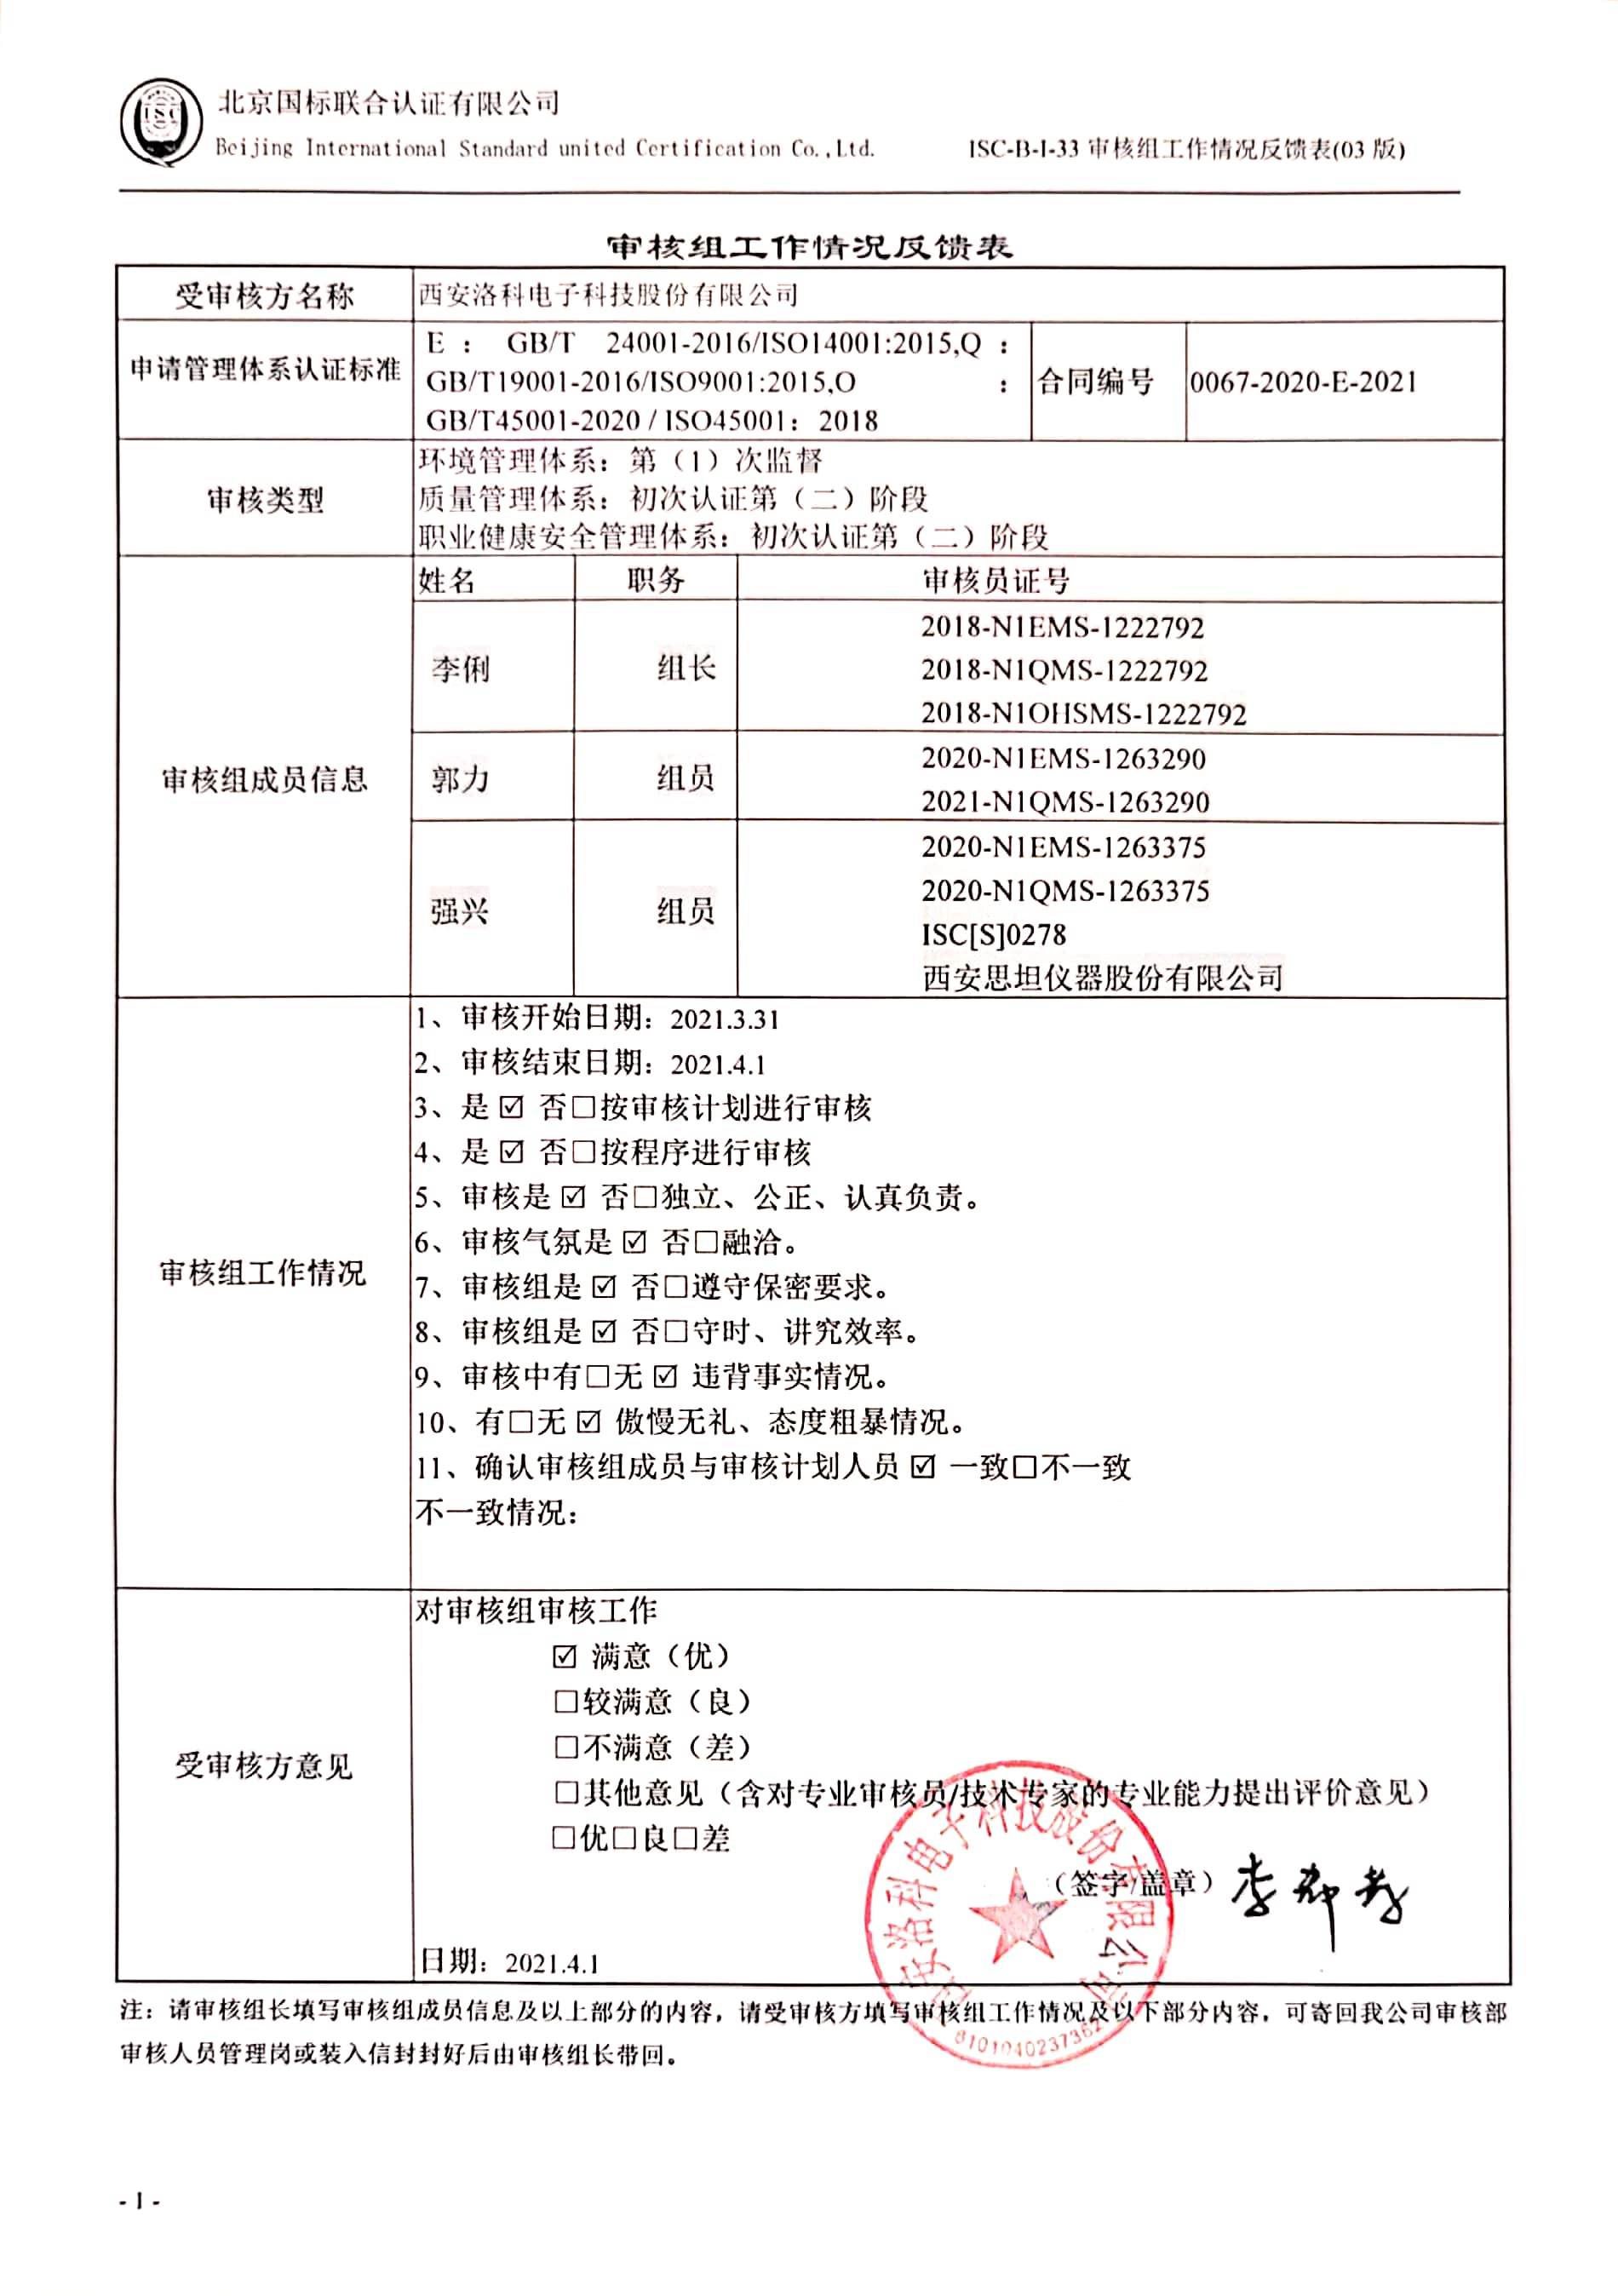 北京国标联合认证有限公司
Beijing International Standard united Certification Co.,Ltd.
ISC-B-I-33 审核组工作情况反馈表(03 版)
审核组工作情况反馈表
受审核方名称
西安洛科电子科技股份有限公司
申请管理体系认证标准
E : GB/T 24001-2016/ISO14001:2015,Q :
GB/T19001-2016/ISO9001:2015,O :
GB/T45001-2020 / ISO45001：2018
合同编号
0067-2020-E-2021
审核类型
环境管理体系：第（1）次监督
质量管理体系：初次认证第（二）阶段
职业健康安全管理体系：初次认证第（二）阶段
审核组成员信息
姓名 职务 审核员证号
李俐 组长
2018-N1EMS-1222792
2018-N1QMS-1222792
2018-N1OHSMS-1222792
郭力 组员
2020-N1EMS-1263290
2021-N1QMS-1263290
强兴 组员
2020-N1EMS-1263375
2020-N1QMS-1263375
ISC[S]0278
西安思坦仪器股份有限公司
审核组工作情况
1、审核开始日期：2021.3.31
2、审核结束日期：2021.4.1
3、是 ☑ 否□按审核计划进行审核
4、是 ☑ 否□按程序进行审核
5、审核是 ☑ 否□独立、公正、认真负责。
6、审核气氛是 ☑ 否□融洽。
7、审核组是 ☑ 否□遵守保密要求。
8、审核组是 ☑ 否□守时、讲究效率。
9、审核中有□无 ☑ 违背事实情况。
10、有□无 ☑ 傲慢无礼、态度粗暴情况。
11、确认审核组成员与审核计划人员 ☑ 一致□不一致
不一致情况：
受审核方意见
对审核组审核工作
☑ 满意（优）
□较满意（良）
□不满意（差）
□其他意见（含对专业审核员/技术专家的专业能力提出评价意见）
□优□良□差
（签字/盖章）
日期：2021.4.1
西安洛科电子科技股份有限公司
6101040237362
注：请审核组长填写审核组成员信息及以上部分的内容，请受审核方填写审核组工作情况及以下部分内容，可寄回我公司审核部
审核人员管理岗或装入信封封好后由审核组长带回。
- 1 -